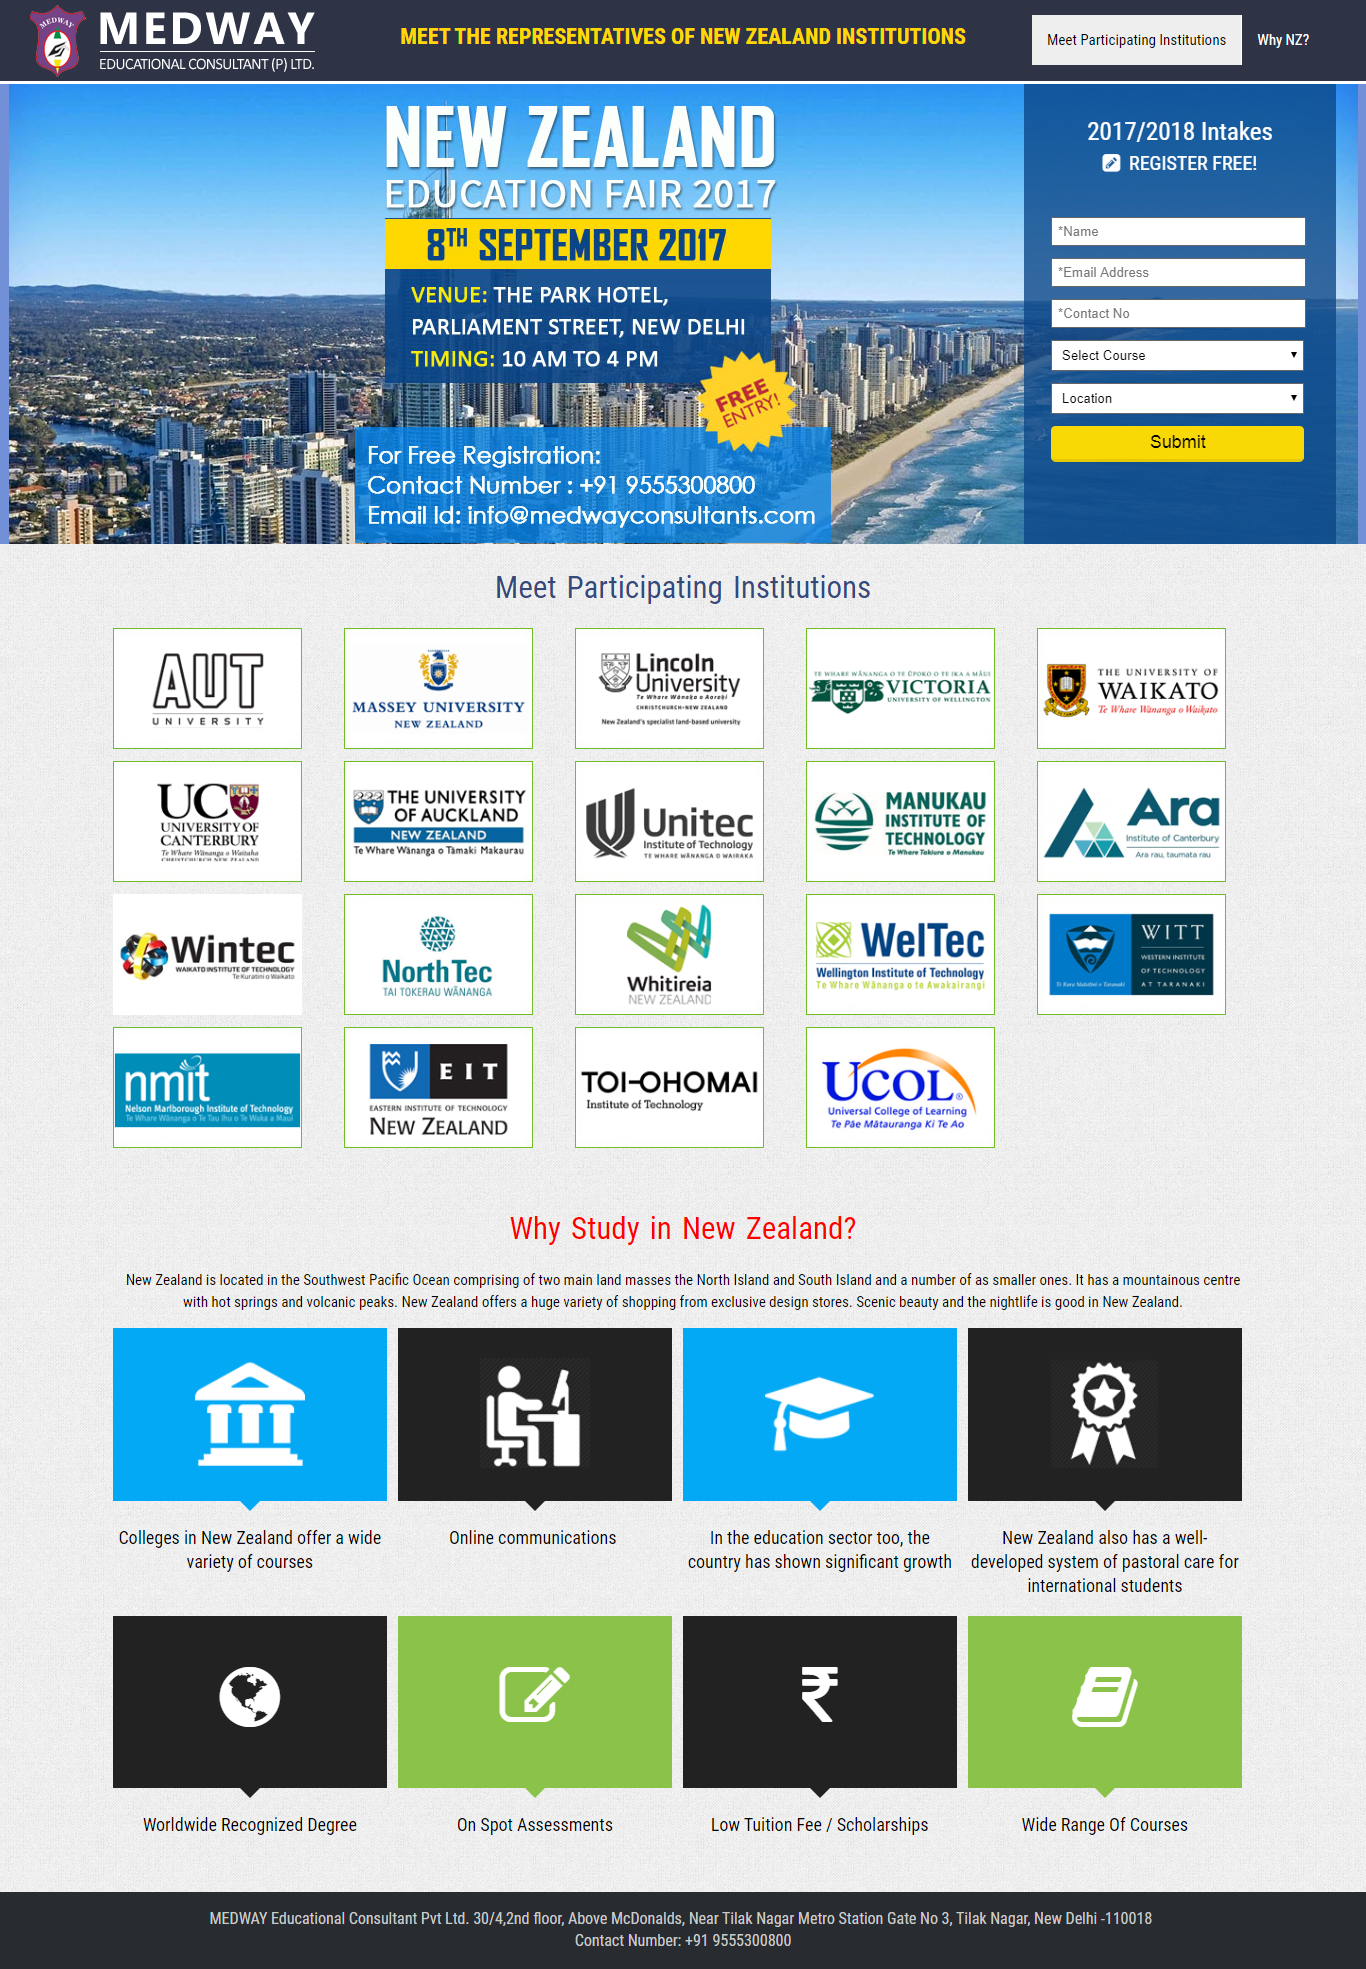 MEDWAY
MEDWAY
EDUCATIONAL CONSULTANT (P) LTD.
MEET THE REPRESENTATIVES OF NEW ZEALAND INSTITUTIONS
Meet Participating Institutions
Why NZ?
NEW ZEALAND
EDUCATION FAIR 2017
8TH SEPTEMBER 2017
VENUE: THE PARK HOTEL,
PARLIAMENT STREET, NEW DELHI
TIMING: 10 AM TO 4 PM
FREE
ENTRY!
For Free Registration:
Contact Number : +91 9555300800
Email Id: info@medwayconsultants.com
2017/2018 Intakes
REGISTER FREE!
*Name
*Email Address
*Contact No
Select Course
Location
Submit
Meet Participating Institutions
AUT
UNIVERSITY
MASSEY UNIVERSITY
NEW ZEALAND
Lincoln
University
Te Whare Wānaka o Aoraki
CHRISTCHURCH•NEW ZEALAND
New Zealand's specialist land-based university
TE WHARE WĀNANGA O TE ŪPOKO O TE IKA A MĀUI
VICTORIA
UNIVERSITY OF WELLINGTON
THE UNIVERSITY OF
WAIKATO
Te Whare Wānanga o Waikato
UC
UNIVERSITY OF
CANTERBURY
Te Whare Wānanga o Waitaha
CHRISTCHURCH NEW ZEALAND
THE UNIVERSITY
OF AUCKLAND
NEW ZEALAND
Te Whare Wānanga o Tāmaki Makaurau
Unitec
Institute of Technology
TE WHARE WĀNANGA O WAIRAKA
MANUKAU
INSTITUTE OF
TECHNOLOGY
Te Whare Takiura o Manukau
Ara
Institute of Canterbury
Ara rau, taumata rau
Wintec
WAIKATO INSTITUTE OF TECHNOLOGY
Te Kuratini o Waikato
NorthTec
TAI TOKERAU WĀNANGA
Whitireia
NEW ZEALAND
WelTec
Wellington Institute of Technology
Te Whare Wānanga o te Awakairangi
WITT
WESTERN INSTITUTE
OF TECHNOLOGY
AT TARANAKI
Te Kura Matatini o Taranaki
nmit
Nelson Marlborough Institute of Technology
Te Whare Wānanga o Te Tau Ihu o Te Waka a Maui
EIT
EASTERN INSTITUTE OF TECHNOLOGY
NEW ZEALAND
TOI-OHOMAI
Institute of Technology
UCOL®
Universal College of Learning
Te Pāe Mātauranga Ki Te Ao
Why Study in New Zealand?
New Zealand is located in the Southwest Pacific Ocean comprising of two main land masses the North Island and South Island and a number of as smaller ones. It has a mountainous centre
with hot springs and volcanic peaks. New Zealand offers a huge variety of shopping from exclusive design stores. Scenic beauty and the nightlife is good in New Zealand.
Colleges in New Zealand offer a wide
variety of courses
Online communications
In the education sector too, the
country has shown significant growth
New Zealand also has a well-
developed system of pastoral care for
international students
Worldwide Recognized Degree
On Spot Assessments
Low Tuition Fee / Scholarships
Wide Range Of Courses
MEDWAY Educational Consultant Pvt Ltd. 30/4,2nd floor, Above McDonalds, Near Tilak Nagar Metro Station Gate No 3, Tilak Nagar, New Delhi -110018
Contact Number: +91 9555300800